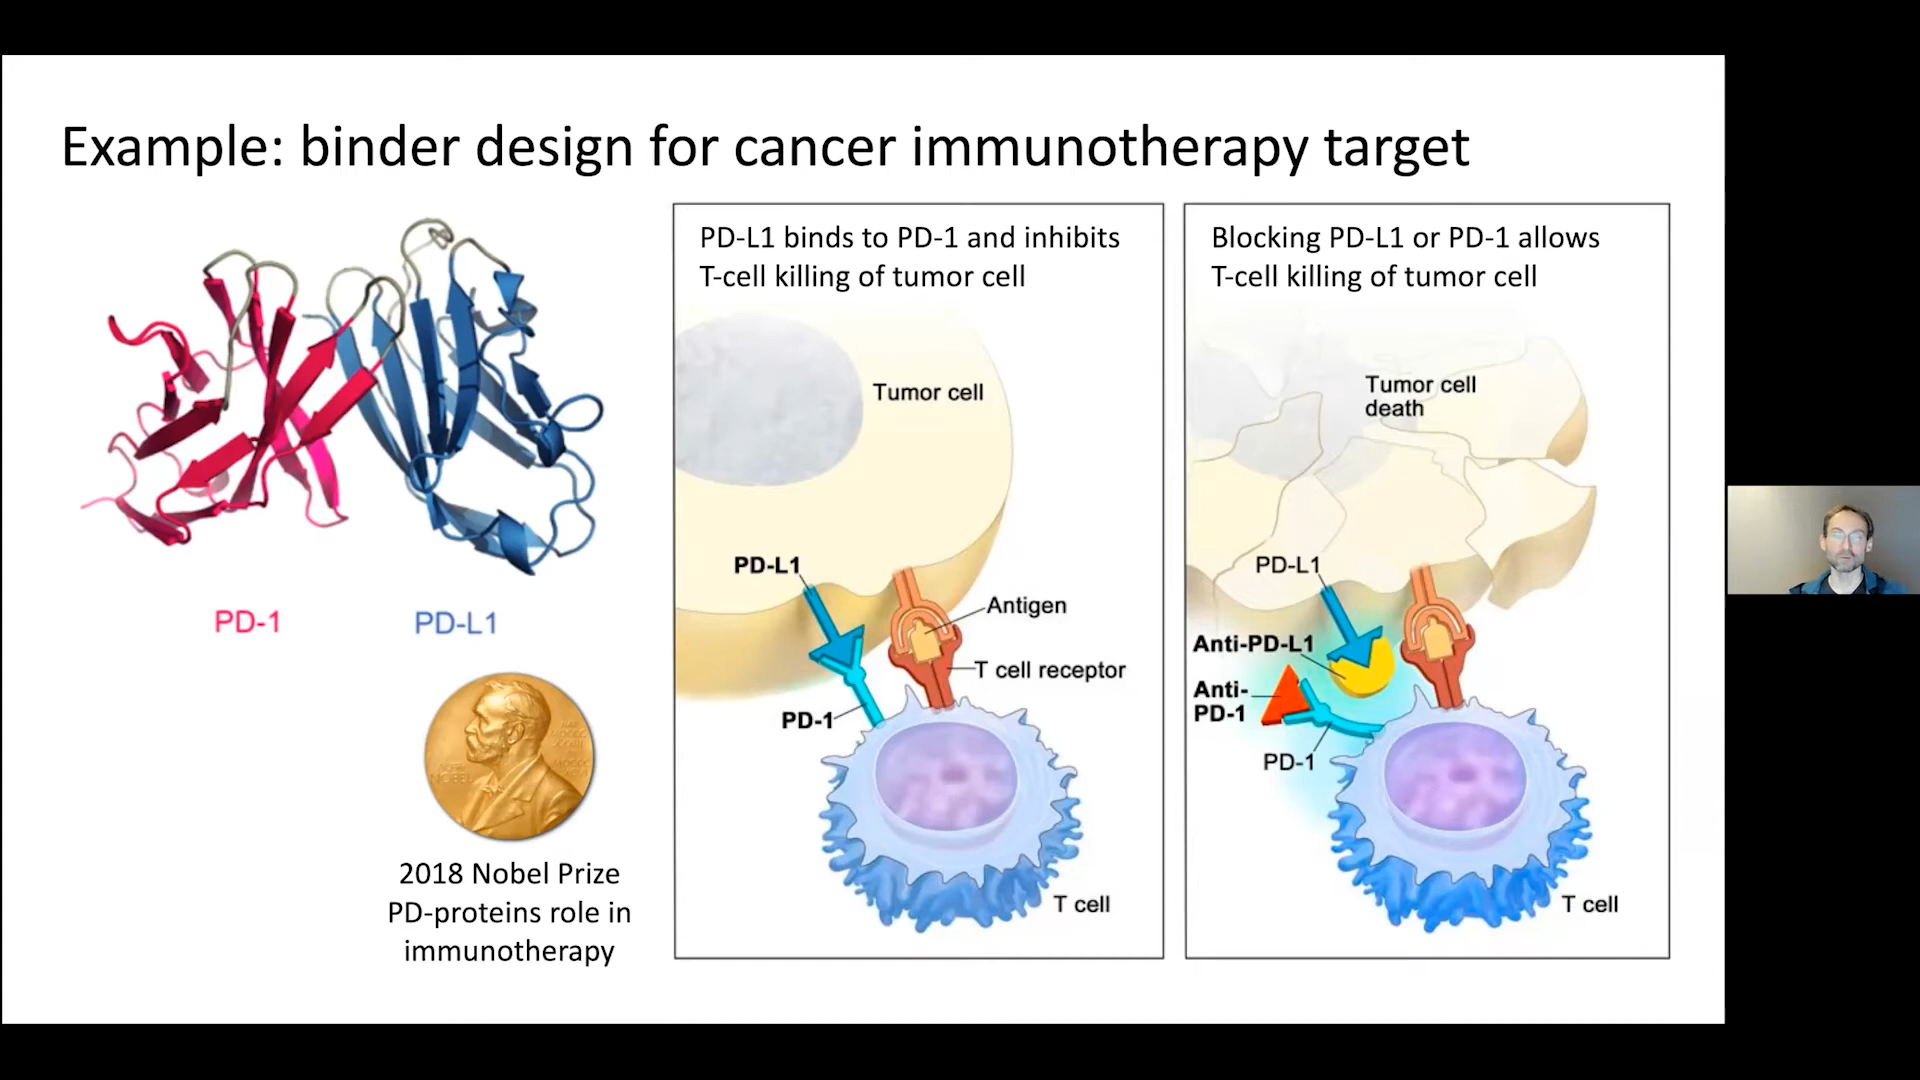 Example: binder design for cancer immunotherapy target
PD-1
PD-L1
2018 Nobel Prize
PD-proteins role in
immunotherapy
PD-L1 binds to PD-1 and inhibits
T-cell killing of tumor cell
Tumor cell
PD-L1
Antigen
T cell receptor
PD-1
T cell
Blocking PD-L1 or PD-1 allows
T-cell killing of tumor cell
Tumor cell
death
PD-L1
Anti-PD-L1
Anti-
PD-1
PD-1
T cell